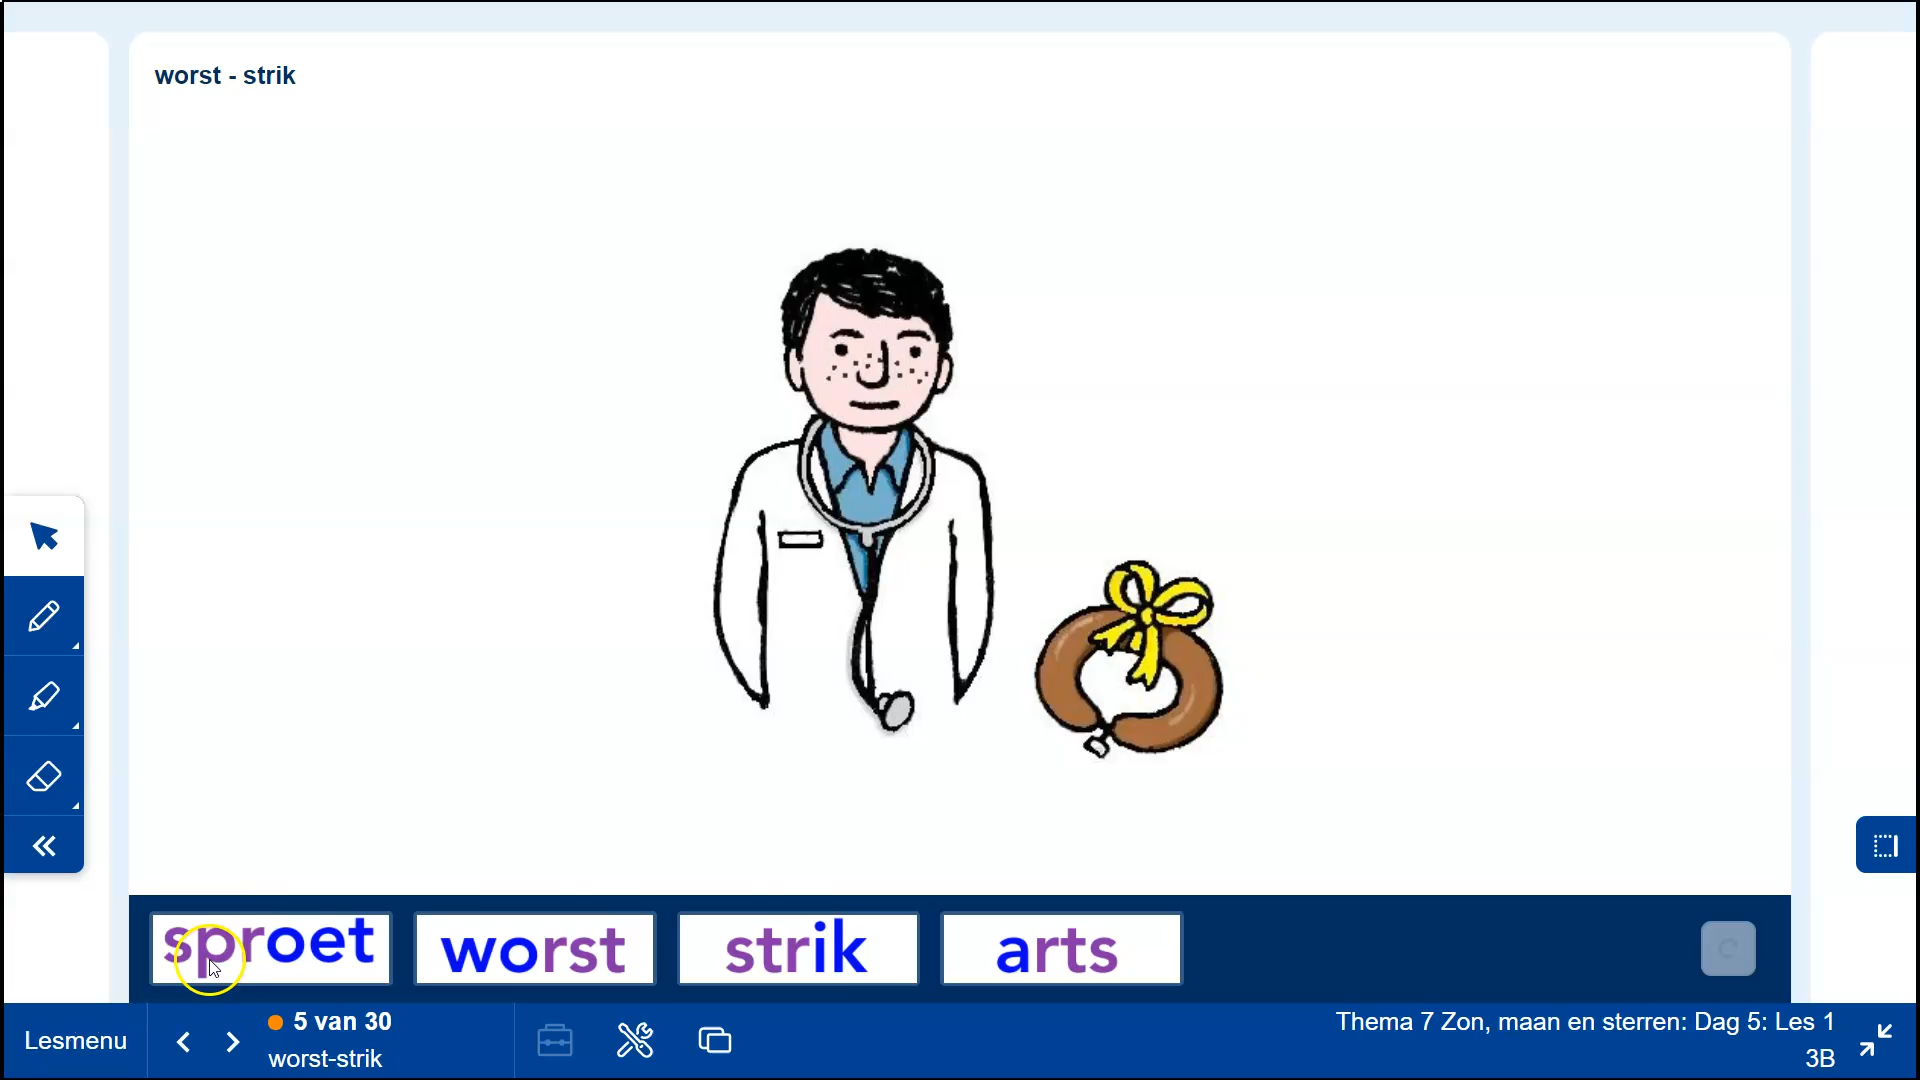 worst - strik
sproet
worst
strik
arts
Lesmenu
5 van 30
worst-strik
Thema 7 Zon, maan en sterren: Dag 5: Les 1
3B